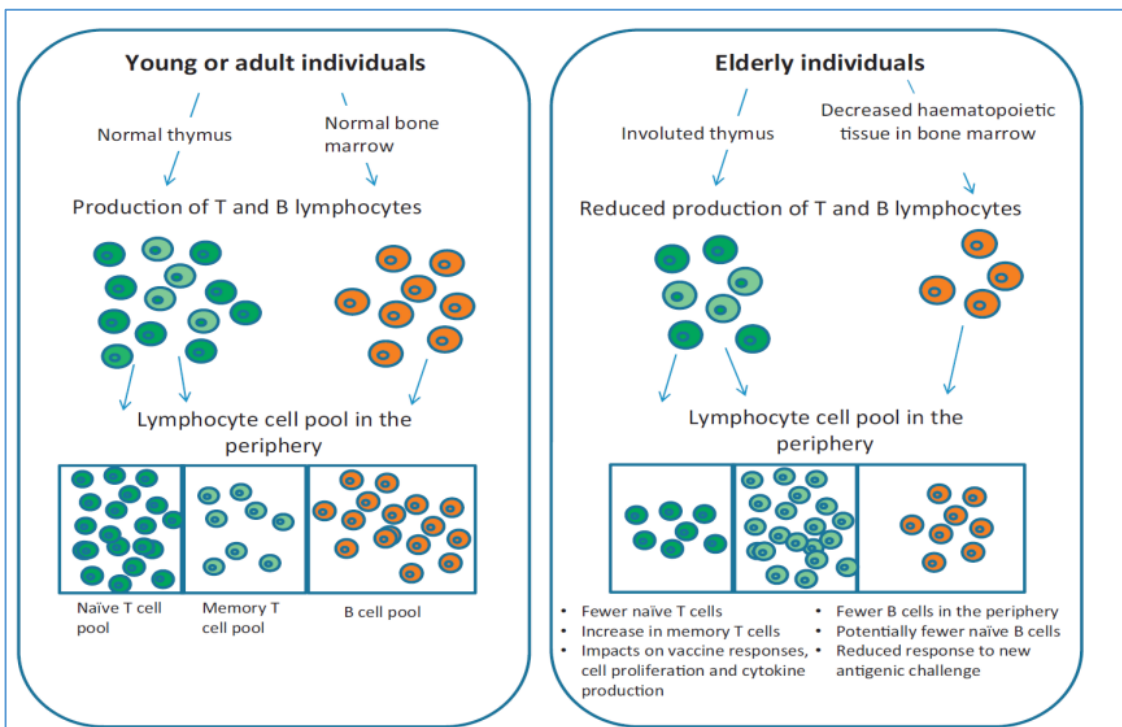 Young or adult individuals
Normal thymus
Normal bone
marrow
Production of T and B lymphocytes
Lymphocyte cell pool in the
periphery
Naïve T cell
pool
Memory T
cell pool
B cell pool
Elderly individuals
Involuted thymus
Decreased haematopoietic
tissue in bone marrow
Reduced production of T and B lymphocytes
Lymphocyte cell pool in the
periphery
• Fewer naïve T cells
• Increase in memory T cells
• Impacts on vaccine responses,
cell proliferation and cytokine
production
• Fewer B cells in the periphery
• Potentially fewer naïve B cells
• Reduced response to new
antigenic challenge